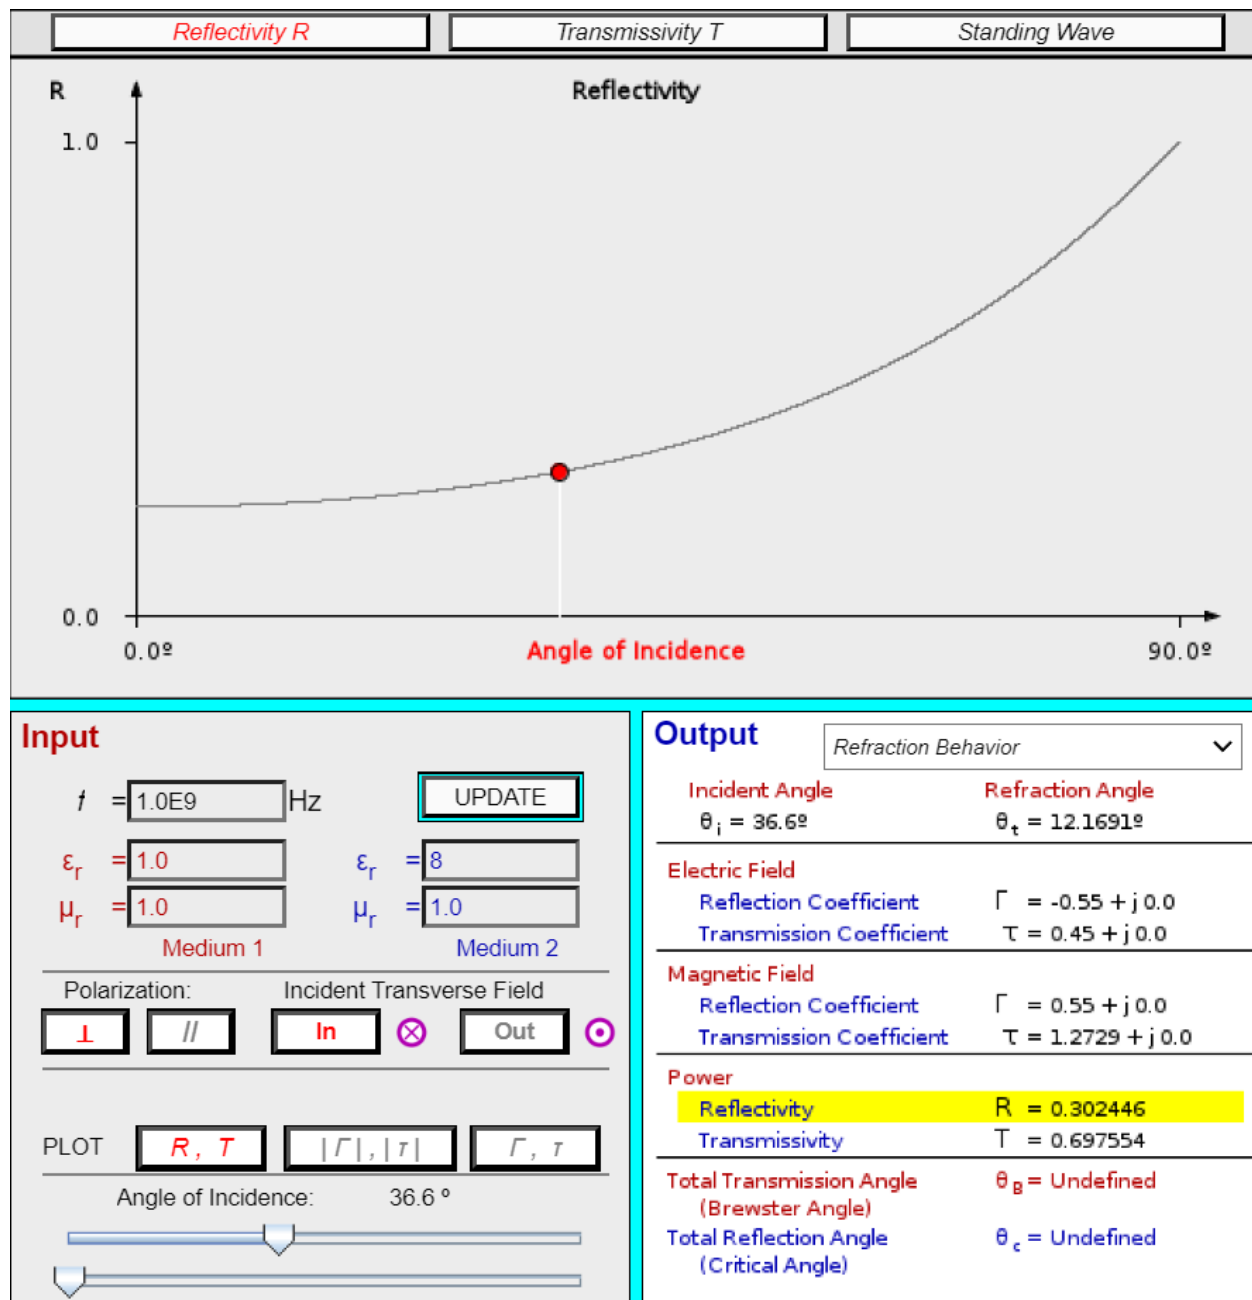 Reflectivity R Transmissivity T Standing Wave
R Reflectivity
1.0
0.0
0.0º Angle of Incidence 90.0º
Input
f = 1.0E9 Hz UPDATE
εr = 1.0 εr = 8
μr = 1.0 μr = 1.0
Medium 1 Medium 2
Polarization: Incident Transverse Field
⊥ // In ⊗ Out ⊙
PLOT R , T |Γ| , |τ| Γ, τ
Angle of Incidence: 36.6 º
Output Refraction Behavior
Incident Angle Refraction Angle
θi = 36.6º θt = 12.1691º
Electric Field
Reflection Coefficient Γ = -0.55 + j 0.0
Transmission Coefficient τ = 0.45 + j 0.0
Magnetic Field
Reflection Coefficient Γ = 0.55 + j0.0
Transmission Coefficient τ = 1.2729 + j 0.0
Power
Reflectivity R = 0.302446
Transmissivity T = 0.697554
Total Transmission Angle θB = Undefined
(Brewster Angle)
Total Reflection Angle θc = Undefined
(Critical Angle)